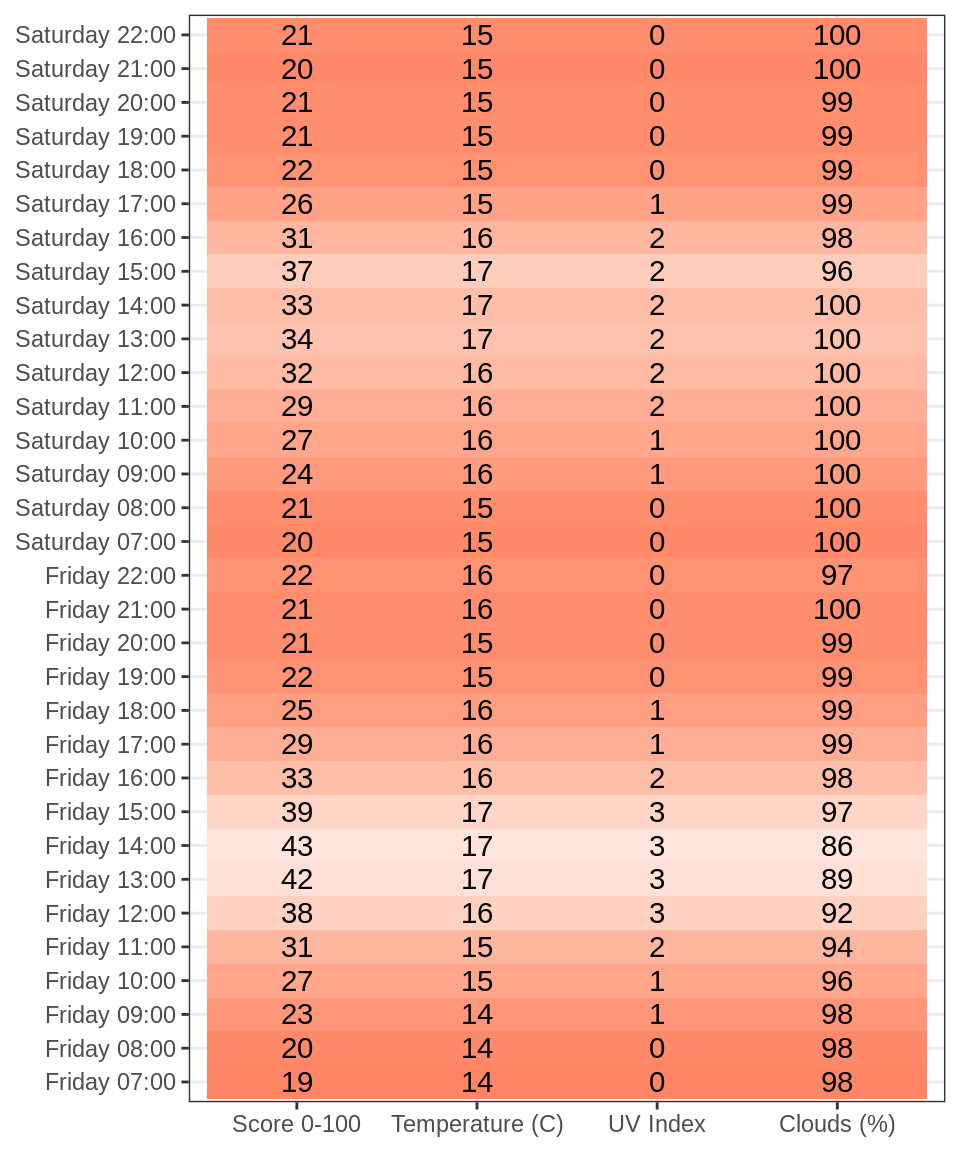 Saturday 22:00 21 15 0 100
Saturday 21:00 20 15 0 100
Saturday 20:00 21 15 0 99
Saturday 19:00 21 15 0 99
Saturday 18:00 22 15 0 99
Saturday 17:00 26 15 1 99
Saturday 16:00 31 16 2 98
Saturday 15:00 37 17 2 96
Saturday 14:00 33 17 2 100
Saturday 13:00 34 17 2 100
Saturday 12:00 32 16 2 100
Saturday 11:00 29 16 2 100
Saturday 10:00 27 16 1 100
Saturday 09:00 24 16 1 100
Saturday 08:00 21 15 0 100
Saturday 07:00 20 15 0 100
Friday 22:00 22 16 0 97
Friday 21:00 21 16 0 100
Friday 20:00 21 15 0 99
Friday 19:00 22 15 0 99
Friday 18:00 25 16 1 99
Friday 17:00 29 16 1 99
Friday 16:00 33 16 2 98
Friday 15:00 39 17 3 97
Friday 14:00 43 17 3 86
Friday 13:00 42 17 3 89
Friday 12:00 38 16 3 92
Friday 11:00 31 15 2 94
Friday 10:00 27 15 1 96
Friday 09:00 23 14 1 98
Friday 08:00 20 14 0 98
Friday 07:00 19 14 0 98
Score 0-100 Temperature (C) UV Index Clouds (%)